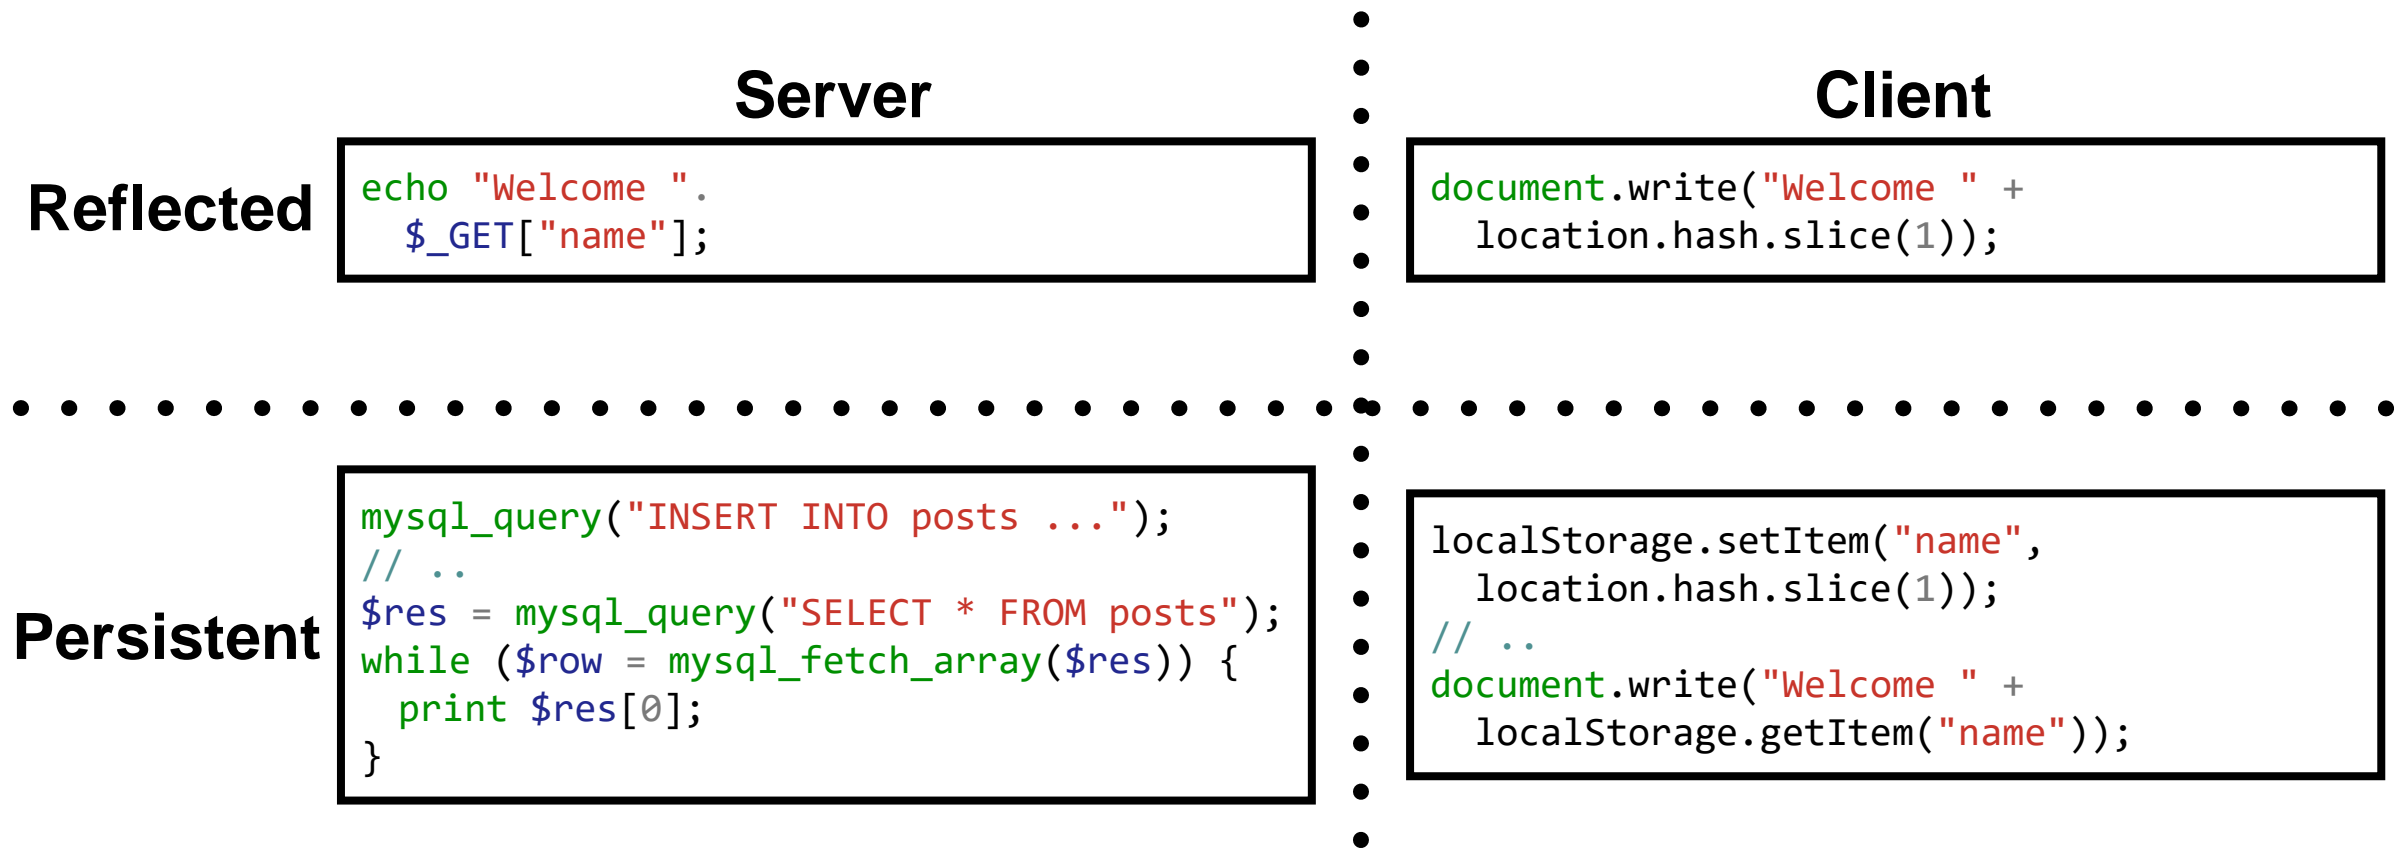 Server
Client
Reflected
echo "Welcome ".
  $_GET["name"];
document.write("Welcome " +
  location.hash.slice(1));
Persistent
mysql_query("INSERT INTO posts ...");
// ..
$res = mysql_query("SELECT * FROM posts");
while ($row = mysql_fetch_array($res)) {
  print $res[0];
}
localStorage.setItem("name",
  location.hash.slice(1));
// ..
document.write("Welcome " +
  localStorage.getItem("name"));